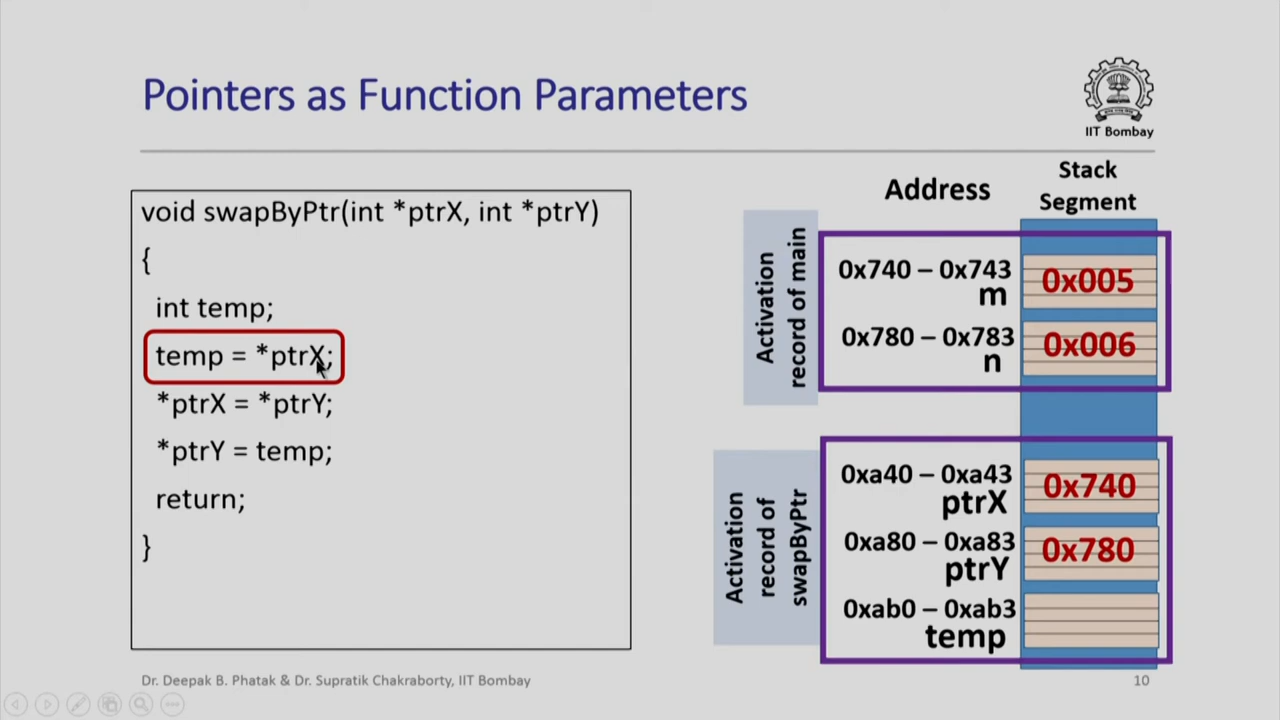 Pointers as Function Parameters
IIT Bombay
void swapByPtr(int *ptrX, int *ptrY)
{
int temp;
temp = *ptrX;
*ptrX = *ptrY;
*ptrY = temp;
return;
}
Address
Stack
Segment
Activation
record of main
0x740 – 0x743
m
0x005
0x780 – 0x783
n
0x006
Activation
record of
swapByPtr
0xa40 – 0xa43
ptrX
0x740
0xa80 – 0xa83
ptrY
0x780
0xab0 – 0xab3
temp
Dr. Deepak B. Phatak & Dr. Supratik Chakraborty, IIT Bombay
10